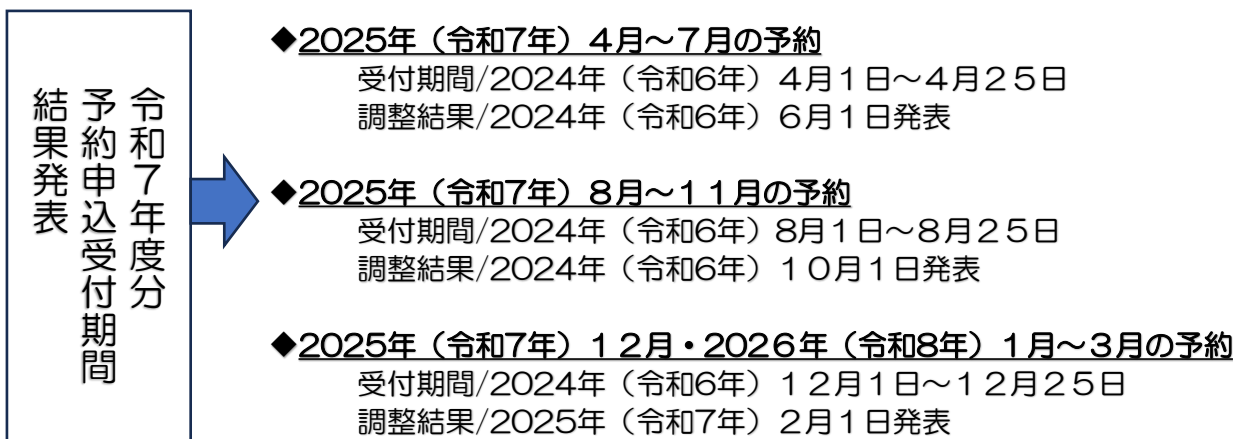 令和７年度分
予約申込受付期間
結果発表
◆2025年（令和7年）４月～７月の予約
受付期間/2024年（令和6年）４月１日～４月２５日
調整結果/2024年（令和6年）６月１日発表
◆2025年（令和7年）８月～１１月の予約
受付期間/2024年（令和6年）8月１日～８月２５日
調整結果/2024年（令和6年）１０月１日発表
◆2025年（令和7年）１２月・202６年（令和8年）１月～３月の予約
受付期間/2024年（令和6年）１２月１日～１２月２５日
調整結果/2025年（令和7年）２月１日発表